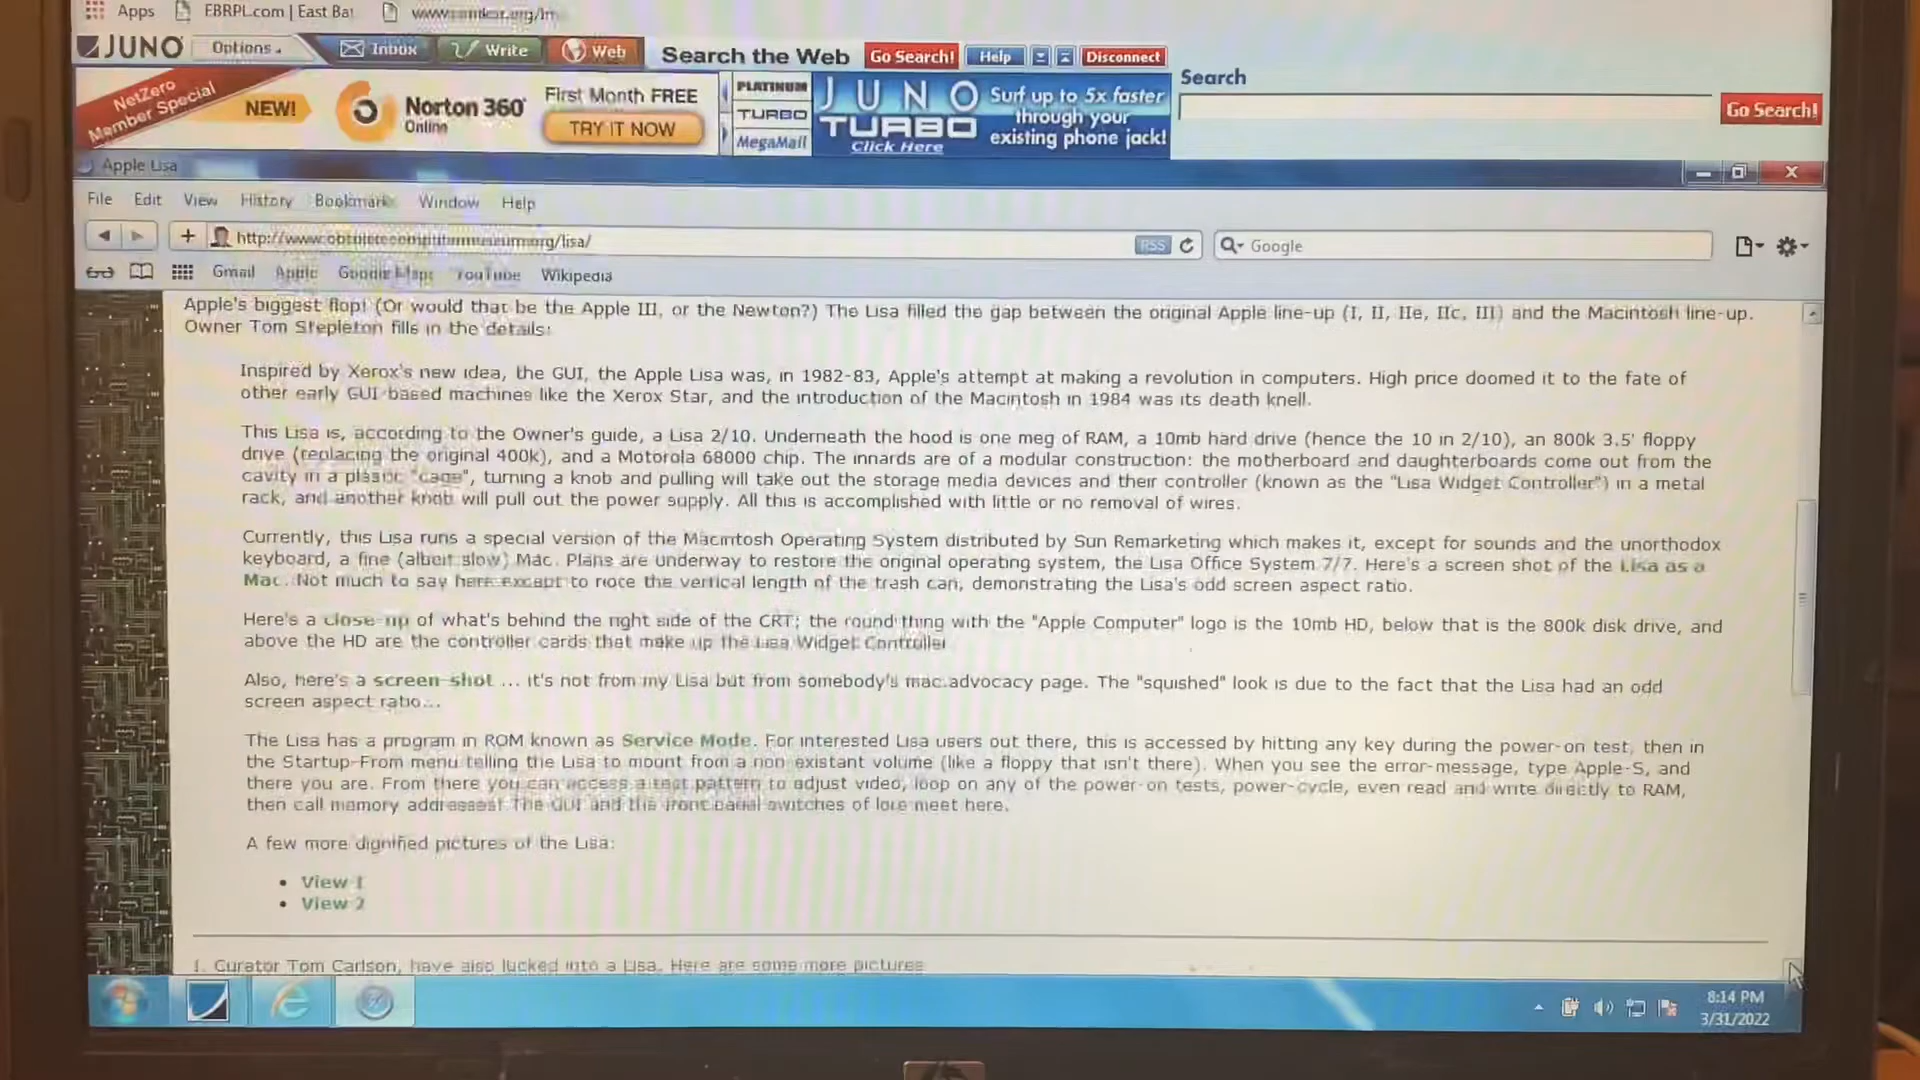 Apps EBRPL.com | East Bat
JUNO Options Inbox Write Web Search the Web Go Search! Help Disconnect
NetZero Member Special NEW! Norton 360 Online First Month FREE TRY IT NOW
PLATINUM TURBO MegaMail
JUNO TURBO Click Here Surf up to 5x faster through your existing phone jack!
Search
Go Search!
Apple Lisa
File Edit View History Bookmarks Window Help
http://www.obsoletecomputermuseum.org/lisa/ RSS Google
Gmail Apple Google Maps YouTube Wikipedia
Apple's biggest flop! (Or would that be the Apple III, or the Newton?) The Lisa filled the gap between the original Apple line-up (I, II, IIe, IIc, III) and the Macintosh line-up.
Owner Tom Stepleton fills in the details:
Inspired by Xerox's new idea, the GUI, the Apple Lisa was, in 1982-83, Apple's attempt at making a revolution in computers. High price doomed it to the fate of
other early GUI-based machines like the Xerox Star, and the introduction of the Macintosh in 1984 was its death knell.
This Lisa is, according to the Owner's guide, a Lisa 2/10. Underneath the hood is one meg of RAM, a 10mb hard drive (hence the 10 in 2/10), an 800k 3.5' floppy
drive (replacing the original 400k), and a Motorola 68000 chip. The innards are of a modular construction: the motherboard and daughterboards come out from the
cavity in a plastic "cage", turning a knob and pulling will take out the storage media devices and their controller (known as the "Lisa Widget Controller") in a metal
rack, and another knob will pull out the power supply. All this is accomplished with little or no removal of wires.
Currently, this Lisa runs a special version of the Macintosh Operating System distributed by Sun Remarketing which makes it, except for sounds and the unorthodox
keyboard, a fine (albeit slow) Mac. Plans are underway to restore the original operating system, the Lisa Office System 7/7. Here's a screen shot of the Lisa as a
Mac. Not much to say here except to note the vertical length of the trash can, demonstrating the Lisa's odd screen aspect ratio.
Here's a close-up of what's behind the right side of the CRT; the round thing with the "Apple Computer" logo is the 10mb HD, below that is the 800k disk drive, and
above the HD are the controller cards that make up the Lisa Widget Controller
Also, here's a screen-shot ... it's not from my Lisa but from somebody's mac.advocacy page. The "squished" look is due to the fact that the Lisa had an odd
screen aspect ratio...
The Lisa has a program in ROM known as Service Mode. For interested Lisa users out there, this is accessed by hitting any key during the power-on test, then in
the Startup-From menu telling the Lisa to mount from a non-existant volume (like a floppy that isn't there). When you see the error-message, type Apple-S, and
there you are. From there you can access a test pattern to adjust video, loop on any of the power-on tests, power-cycle, even read and write directly to RAM,
then call memory addresses! The GUI and the front panel switches of lore meet here.
A few more dignified pictures of the Lisa:
• View 1
• View 2
I, Curator Tom Carlson, have also lucked into a Lisa. Here are some more pictures
8:14 PM
3/31/2022